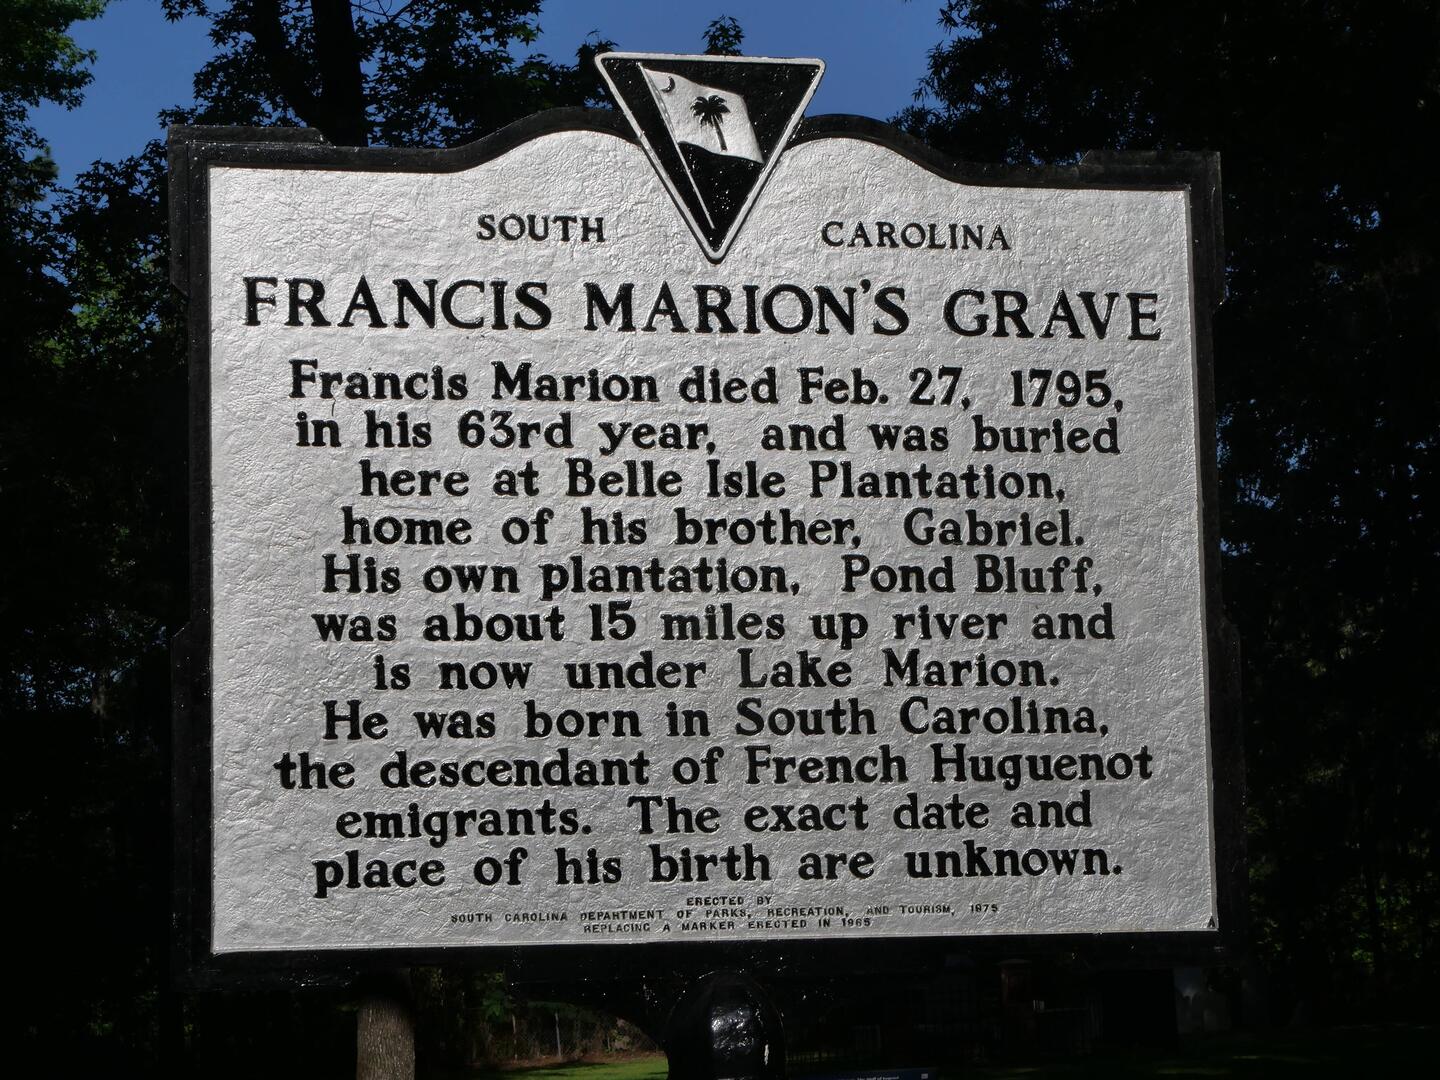 SOUTH CAROLINA
FRANCIS MARION'S GRAVE
Francis Marion died Feb. 27, 1795,
in his 63rd year, and was buried
here at Belle Isle Plantation,
home of his brother, Gabriel.
His own plantation, Pond Bluff,
was about 15 miles up river and
is now under Lake Marion.
He was born in South Carolina,
the descendant of French Huguenot
emigrants. The exact date and
place of his birth are unknown.
ERECTED BY
SOUTH CAROLINA DEPARTMENT OF PARKS, RECREATION, AND TOURISM, 1975
REPLACING A MARKER ERECTED IN 1965